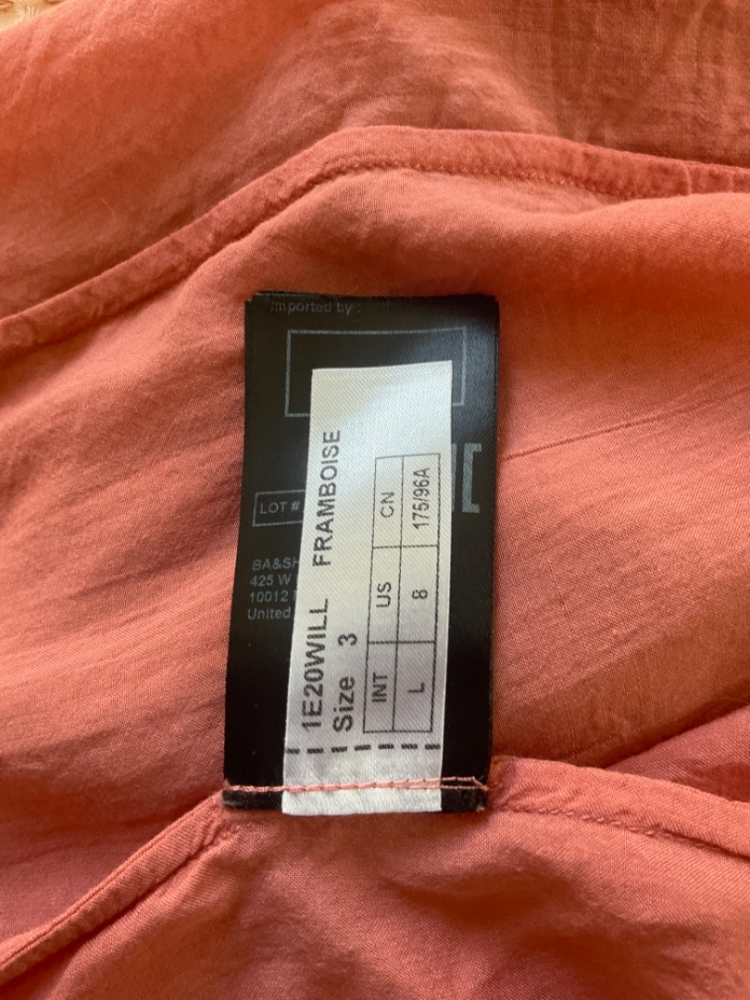 Imported by :
LOT #
BA&SH
425 W
10012
United
1E20WILL FRAMBOISE
Size 3
INT US CN
L 8 175/96A